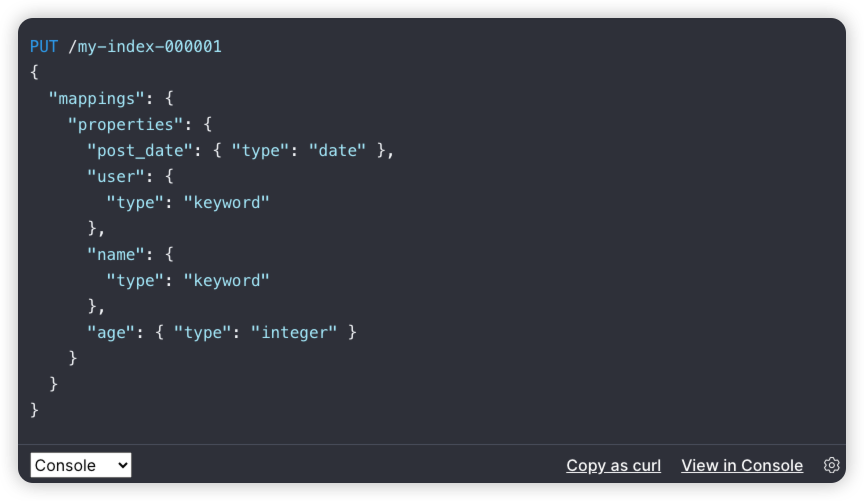 PUT /my-index-000001
{
  "mappings": {
    "properties": {
      "post_date": { "type": "date" },
      "user": {
        "type": "keyword"
      },
      "name": {
        "type": "keyword"
      },
      "age": { "type": "integer" }
    }
  }
}
Console Copy as curl View in Console